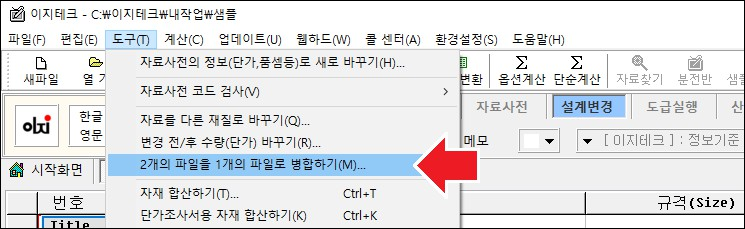 이지테크 - C:\이지테크\내작업\샘플
파일(F) 편집(E) 도구(T) 계산(C) 업데이트(U) 웹하드(W) 콜 센터(A) 환경설정(S) 도움말(H)
자료사전의 정보(단가,품셈등)로 새로 바꾸기(H)...
새파일 열기 변환 옵션계산 단순계산 자료찾기 분전반
자료사전 코드 검사(V)
한글
영문
자료사전 설계변경 도급실행
자료를 다른 재질로 바꾸기(Q)...
변경 전/후 수량(단가) 바꾸기(R)...
메모 [ 이지테크 ] : 정보기준
시작화면
2개의 파일을 1개의 파일로 병합하기(M)...
자재 합산하기(T)... Ctrl+T
번호 규격(Size)
단가조사서용 자재 합산하기(K) Ctrl+K
Title